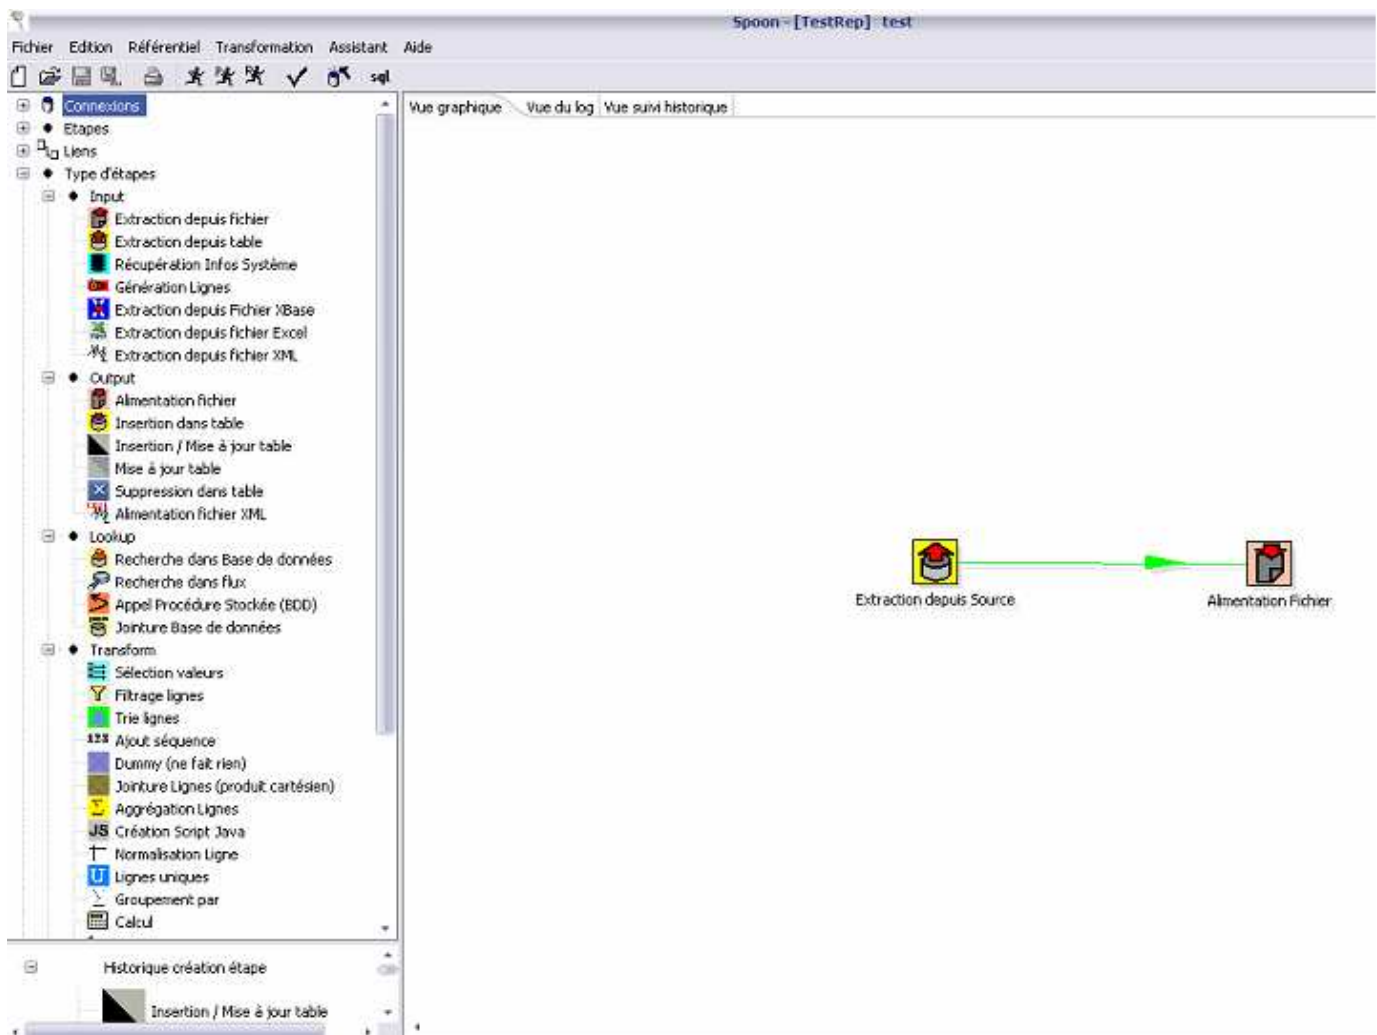 Spoon - [TestRep] test
Fichier Edition Référentiel Transformation Assistant Aide
sql
Connexions
Etapes
Liens
Type d'étapes
Input
Extraction depuis fichier
Extraction depuis table
Récupération Infos Système
Génération Lignes
Extraction depuis Fichier XBase
Extraction depuis fichier Excel
Extraction depuis fichier XML
Output
Alimentation fichier
Insertion dans table
Insertion / Mise à jour table
Mise à jour table
Suppression dans table
Alimentation fichier XML
Lookup
Recherche dans Base de données
Recherche dans flux
Appel Procédure Stockée (BDD)
Jointure Base de données
Transform
Sélection valeurs
Filtrage lignes
Trie lignes
123 Ajout séquence
Dummy (ne fait rien)
Jointure Lignes (produit cartésien)
Aggrégation Lignes
JS Création Script Java
Normalisation Ligne
U Lignes uniques
Groupement par
Calcul
Historique création étape
Insertion / Mise à jour table
Vue graphique Vue du log Vue suivi historique
Extraction depuis Source
Alimentation Fichier